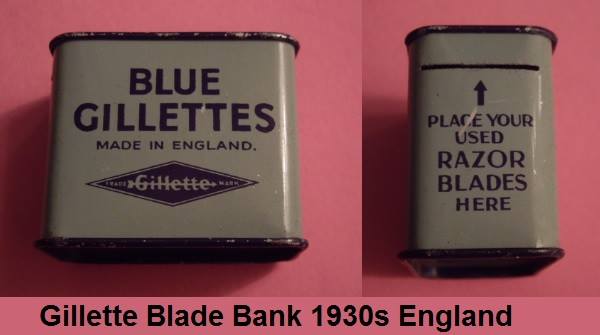 BLUE
GILLETTES
MADE IN ENGLAND.
TRADE Gillette MARK
PLACE YOUR
USED
RAZOR
BLADES
HERE
Gillette Blade Bank 1930s England